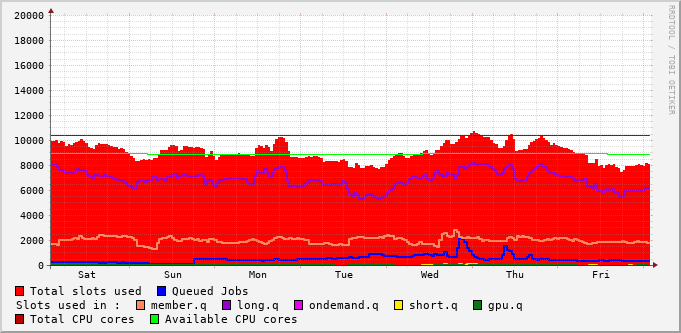 RRDTOOL / TOBI OETIKER
20000
18000
16000
14000
12000
10000
8000
6000
4000
2000
0
Sat Sun Mon Tue Wed Thu Fri
Total slots used Queued Jobs
Slots used in : member.q long.q ondemand.q short.q gpu.q
Total CPU cores Available CPU cores